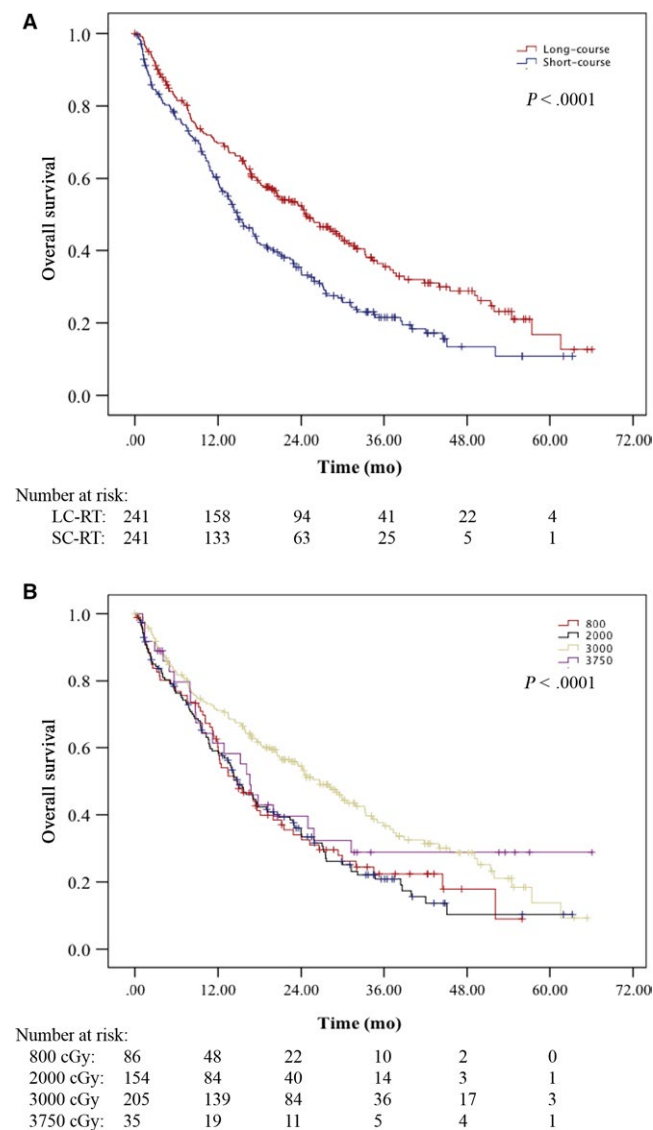 A
1.0
0.8
0.6
0.4
0.2
0.0
Overall survival
Long-course
Short-course
P < .0001
.00 12.00 24.00 36.00 48.00 60.00 72.00
Time (mo)
Number at risk:
LC-RT: 241 158 94 41 22 4
SC-RT: 241 133 63 25 5 1
B
1.0
0.8
0.6
0.4
0.2
0.0
Overall survival
800
2000
3000
3750
P < .0001
.00 12.00 24.00 36.00 48.00 60.00 72.00
Time (mo)
Number at risk:
800 cGy: 86 48 22 10 2 0
2000 cGy: 154 84 40 14 3 1
3000 cGy 205 139 84 36 17 3
3750 cGy: 35 19 11 5 4 1